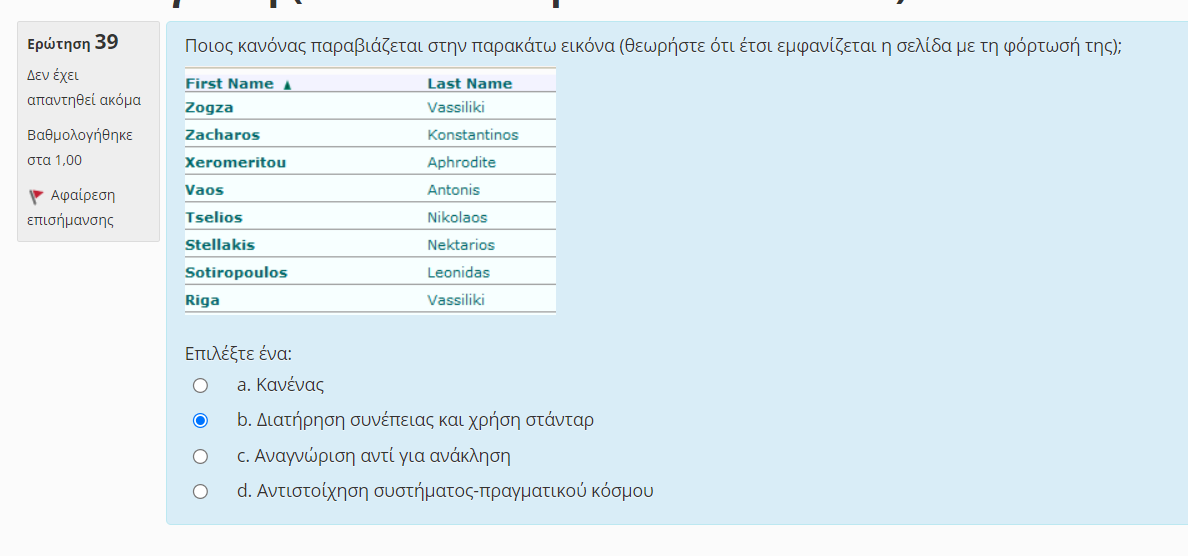 Ερώτηση 39
Δεν έχει
απαντηθεί ακόμα
Βαθμολογήθηκε
στα 1,00
Αφαίρεση
επισήμανσης
Ποιος κανόνας παραβιάζεται στην παρακάτω εικόνα (θεωρήστε ότι έτσι εμφανίζεται η σελίδα με τη φόρτωσή της);
First Name ▲ Last Name
Zogza Vassiliki
Zacharos Konstantinos
Xeromeritou Aphrodite
Vaos Antonis
Tselios Nikolaos
Stellakis Nektarios
Sotiropoulos Leonidas
Riga Vassiliki
Επιλέξτε ένα:
a. Κανένας
b. Διατήρηση συνέπειας και χρήση στάνταρ
c. Αναγνώριση αντί για ανάκληση
d. Αντιστοίχηση συστήματος-πραγματικού κόσμου